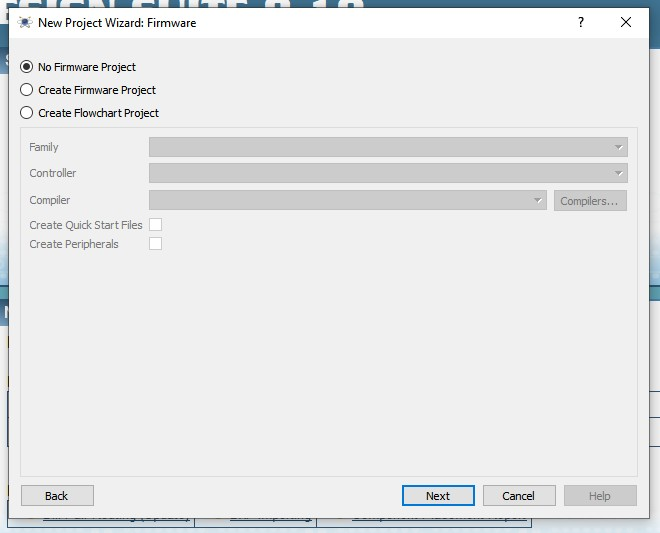 New Project Wizard: Firmware
?
No Firmware Project
Create Firmware Project
Create Flowchart Project
Family
Controller
Compiler
Compilers...
Create Quick Start Files
Create Peripherals
Back
Next
Cancel
Help